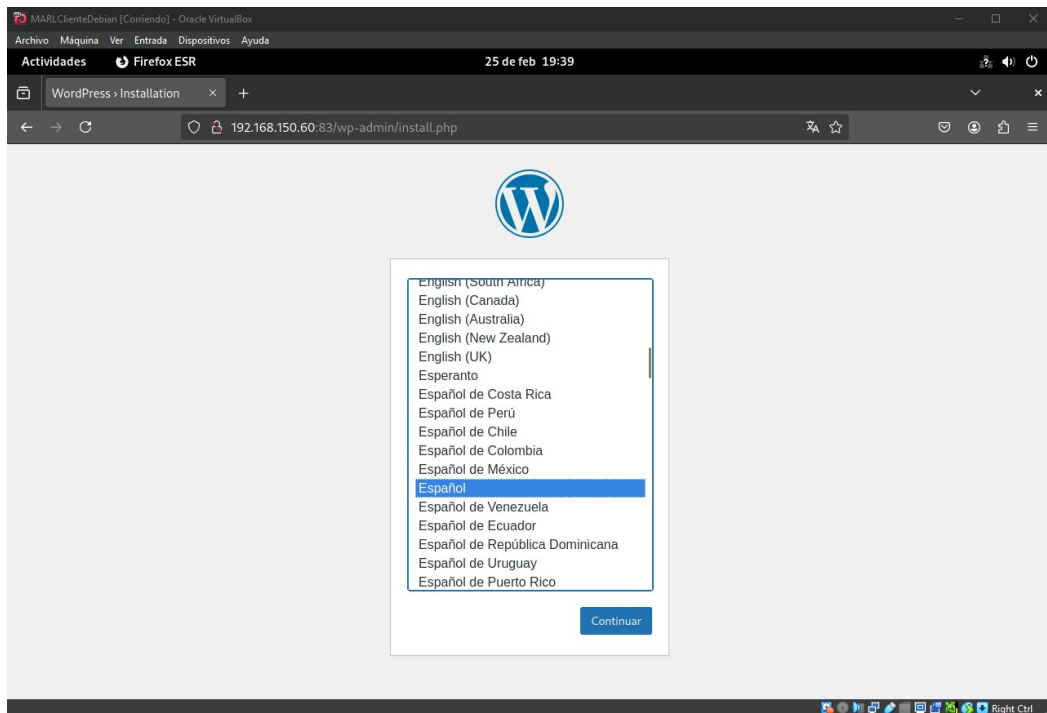 MARLClienteDebian [Corriendo] - Oracle VirtualBox
Archivo Máquina Ver Entrada Dispositivos Ayuda
Actividades Firefox ESR 25 de feb 19:39
WordPress › Installation
192.168.150.60:83/wp-admin/install.php
English (South Africa)
English (Canada)
English (Australia)
English (New Zealand)
English (UK)
Esperanto
Español de Costa Rica
Español de Perú
Español de Chile
Español de Colombia
Español de México
Español
Español de Venezuela
Español de Ecuador
Español de República Dominicana
Español de Uruguay
Español de Puerto Rico
Continuar
Right Ctrl